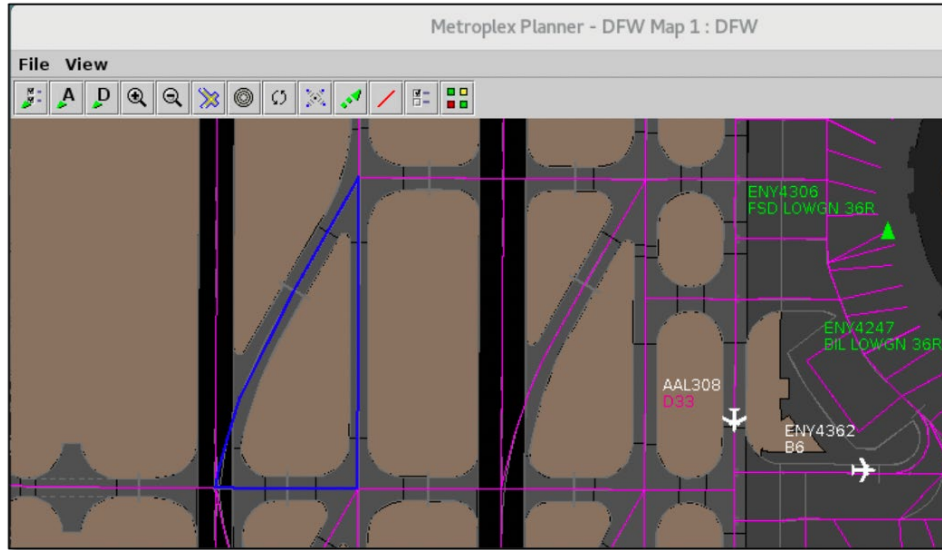 Metroplex Planner - DFW Map 1 : DFW
File View
A D
ENY4306
FSD LOWGN 36R
ENY4247
BIL LOWGN 36R
AAL308
D33
ENY4362
B6